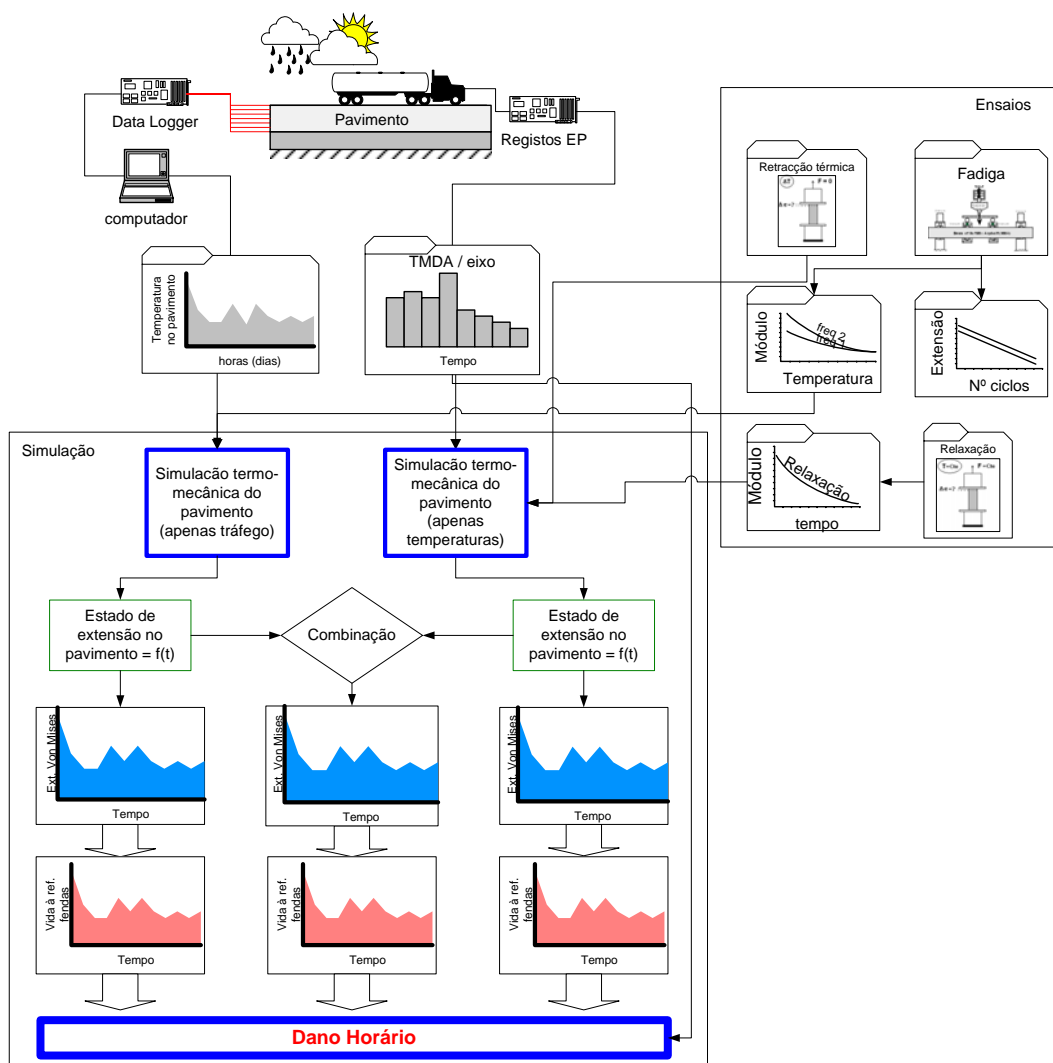 Data Logger
Pavimento
Registos EP
computador
Ensaios
Retracção térmica
ΔT
F = 0
Fadiga
Temperatura
no pavimento
horas (dias)
TMDA / eixo
Tempo
Módulo
freq 2
freq 1
Temperatura
Extensão
Nº ciclos
Módulo
Relaxação
tempo
Relaxação
Simulação
Simulacão termo-
mecânica do
pavimento
(apenas tráfego)
Simulacão termo-
mecânica do
pavimento
(apenas
temperaturas)
Estado de
extensão no
pavimento = f(t)
Combinação
Estado de
extensão no
pavimento = f(t)
Ext. Von Mises
Tempo
Ext. Von Mises
Tempo
Ext. Von Mises
Tempo
Vida à ref.
fendas
Tempo
Vida à ref.
fendas
Tempo
Vida à ref.
fendas
Tempo
Dano Horário